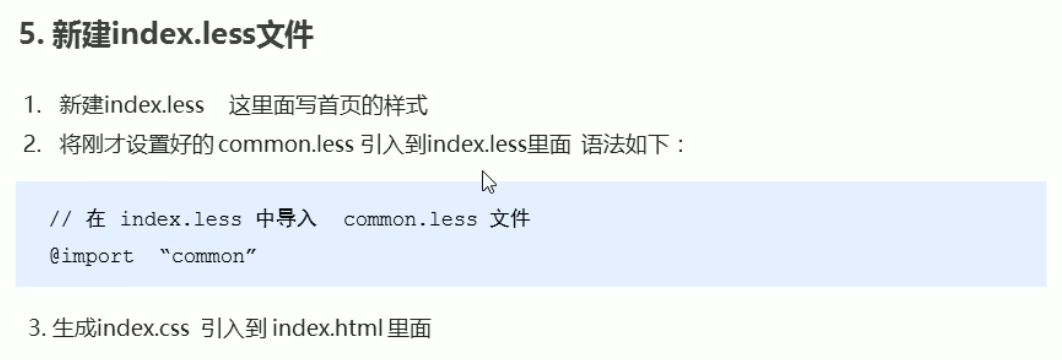 5. 新建index.less文件
1. 新建index.less 这里面写首页的样式
2. 将刚才设置好的 common.less 引入到index.less里面 语法如下：
// 在 index.less 中导入 common.less 文件
@import “common”
3. 生成index.css 引入到 index.html 里面